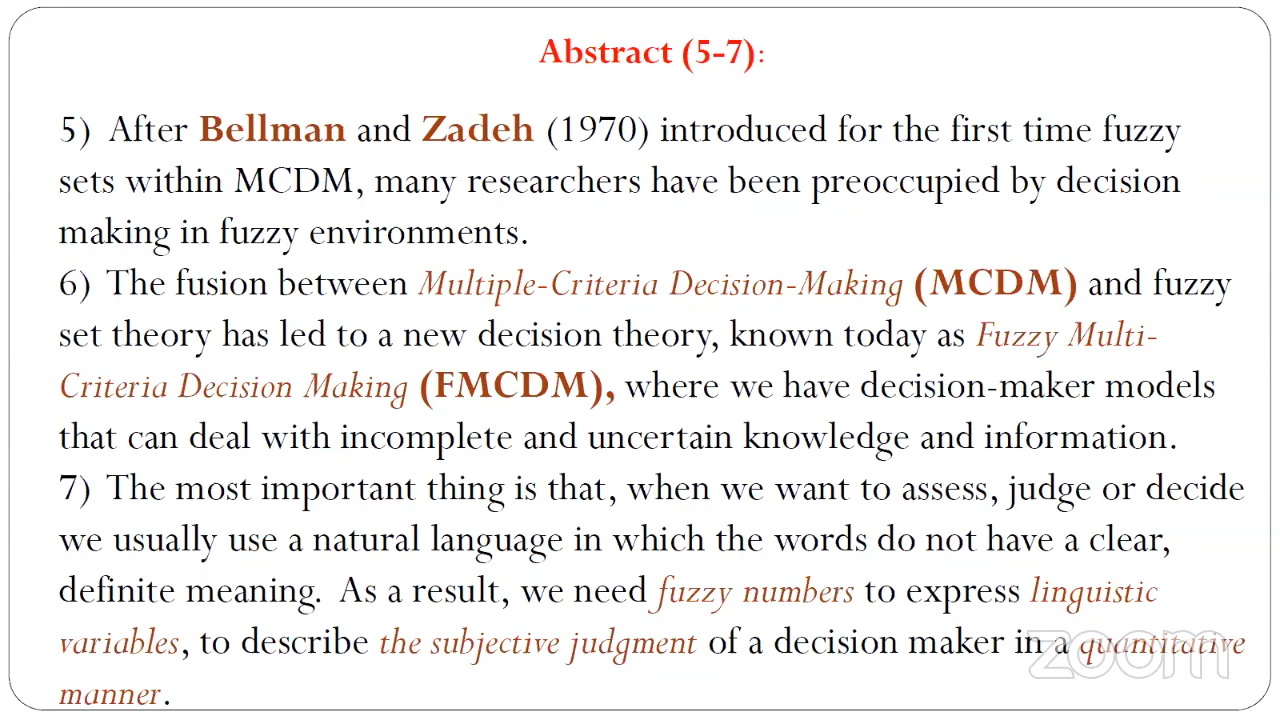 Abstract (5-7):
5) After Bellman and Zadeh (1970) introduced for the first time fuzzy
sets within MCDM, many researchers have been preoccupied by decision
making in fuzzy environments.
6) The fusion between Multiple-Criteria Decision-Making (MCDM) and fuzzy
set theory has led to a new decision theory, known today as Fuzzy Multi-
Criteria Decision Making (FMCDM), where we have decision-maker models
that can deal with incomplete and uncertain knowledge and information.
7) The most important thing is that, when we want to assess, judge or decide
we usually use a natural language in which the words do not have a clear,
definite meaning. As a result, we need fuzzy numbers to express linguistic
variables, to describe the subjective judgment of a decision maker in a quantitative
manner.
zoom